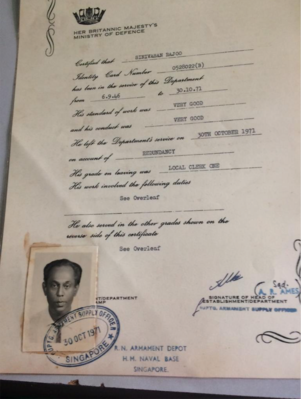 HER BRITANNIC MAJESTY'S
MINISTRY OF DEFENCE
Certified that
Identity Card Number
has been in the service of this Department
from 6.9.46 to 30.10.71
His standard of work was VERY GOOD
and his conduct was VERY GOOD
He left the Department's service on 30TH OCTOBER 1971
on account of REDUNDANCY
His grade on leaving was LOCAL CLERK ONE
His work involved the following duties
See Overleaf
He also served in the other grades shown on the
reverse side of this certificate
See Overleaf
SIGNATURE OF HEAD OF
ESTABLISHMENT/DEPARTMENT
ARMAMENT SUPPLY OFFICER
30 OCT 1971
SINGAPORE
R. N. ARMAMENT DEPOT
H. M. NAVAL BASE
SINGAPORE.